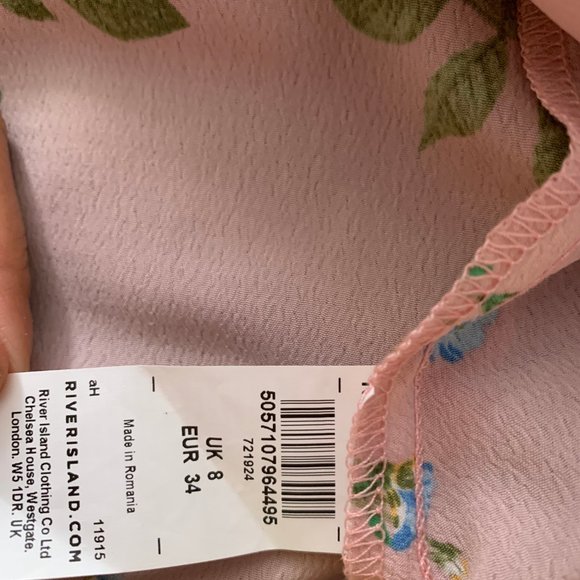 5057107964495
721924
UK 8
EUR 34
Made in Romania
aH 11915
RIVERISLAND.COM
River Island Clothing Co Ltd
Chelsea House, Westgate.
London. W5 1DR. UK